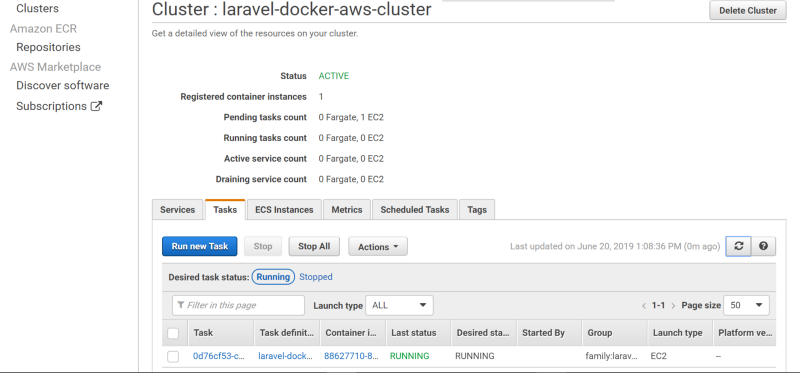 Clusters
Amazon ECR
Repositories
AWS Marketplace
Discover software
Subscriptions
Cluster : laravel-docker-aws-cluster
Delete Cluster
Get a detailed view of the resources on your cluster.
Status ACTIVE
Registered container instances 1
Pending tasks count 0 Fargate, 1 EC2
Running tasks count 0 Fargate, 0 EC2
Active service count 0 Fargate, 0 EC2
Draining service count 0 Fargate, 0 EC2
Services Tasks ECS Instances Metrics Scheduled Tasks Tags
Run new Task Stop Stop All Actions Last updated on June 20, 2019 1:08:36 PM (0m ago)
Desired task status: Running Stopped
Filter in this page Launch type ALL < 1-1 > Page size 50
Task Task definit... Container i... Last status Desired sta... Started By Group Launch type Platform ve...
0d76cf53-c... laravel-dock... 88627710-8... RUNNING RUNNING family:larav... EC2 --